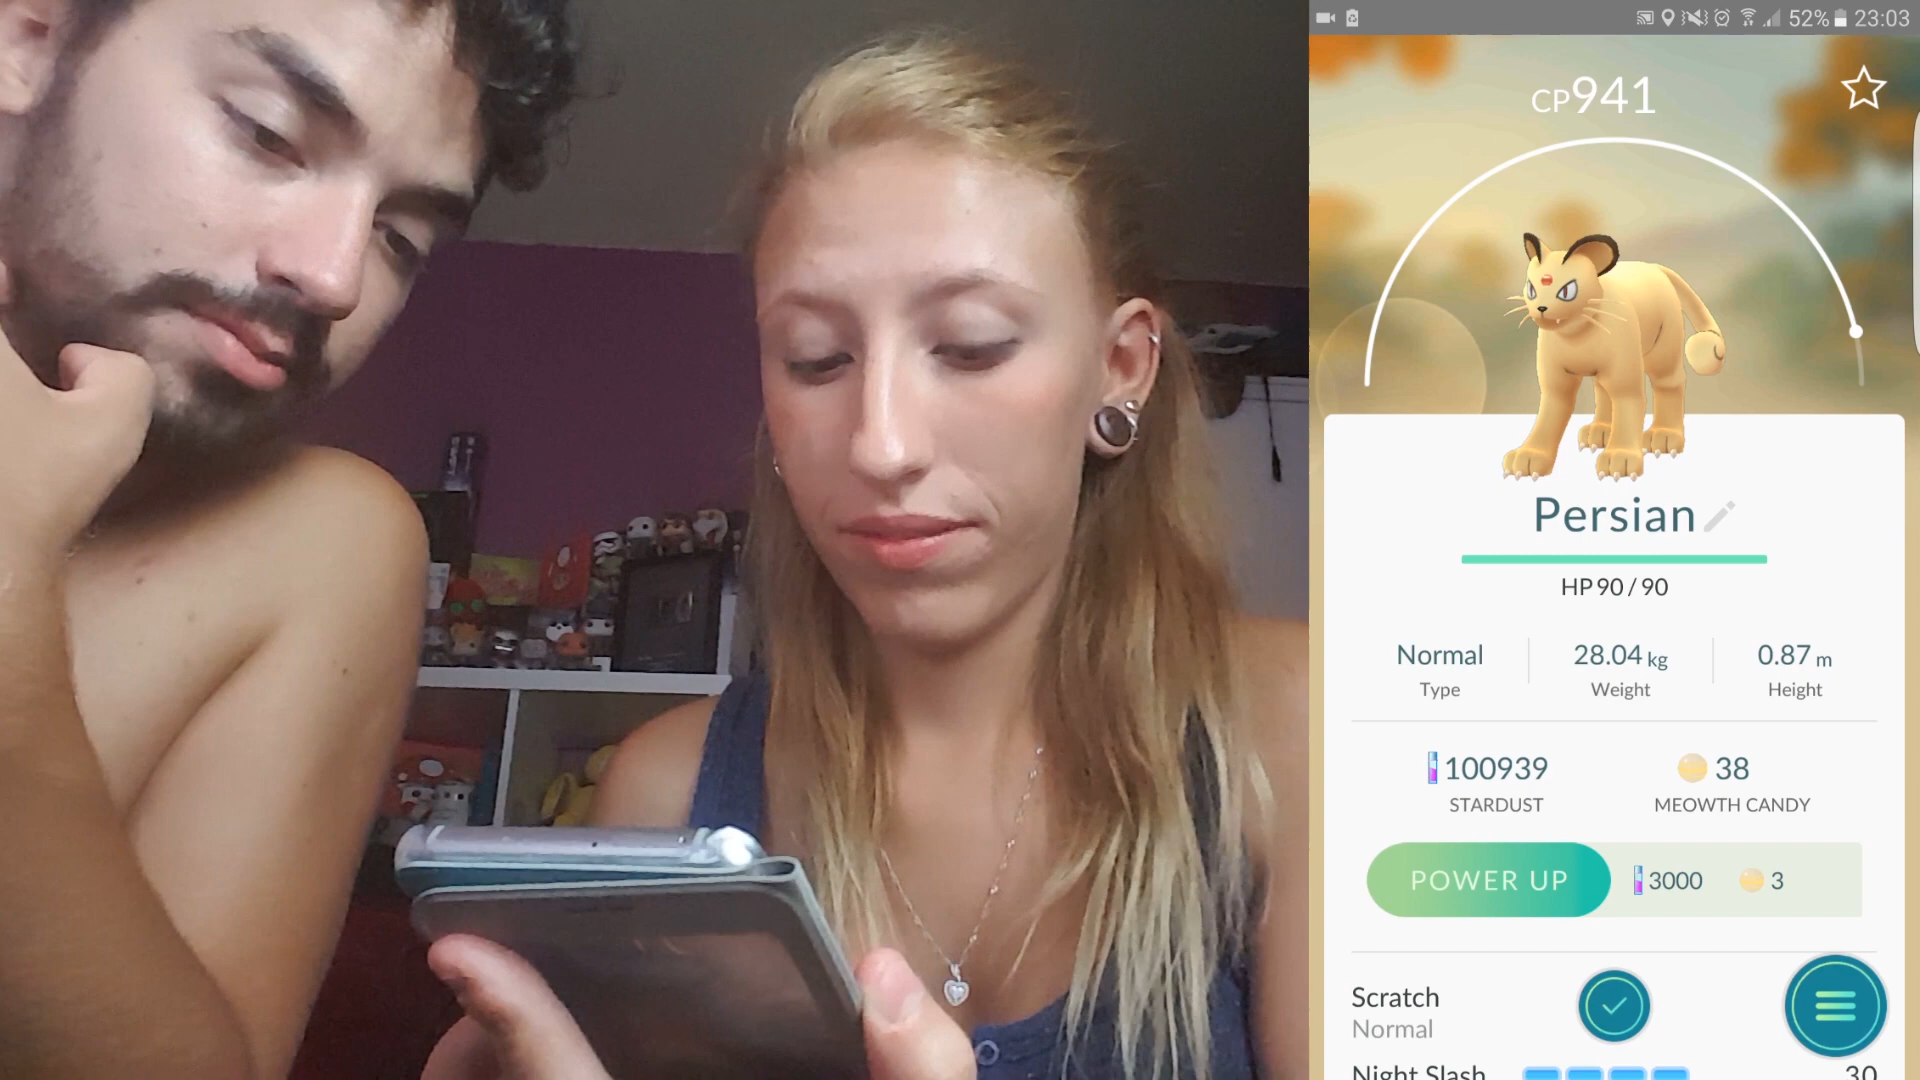 52% 23:03
CP941
Persian
HP 90 / 90
Normal 28.04 kg 0.87 m
Type Weight Height
100939 38
STARDUST MEOWTH CANDY
POWER UP 3000 3
Scratch
Normal
Night Slash 30